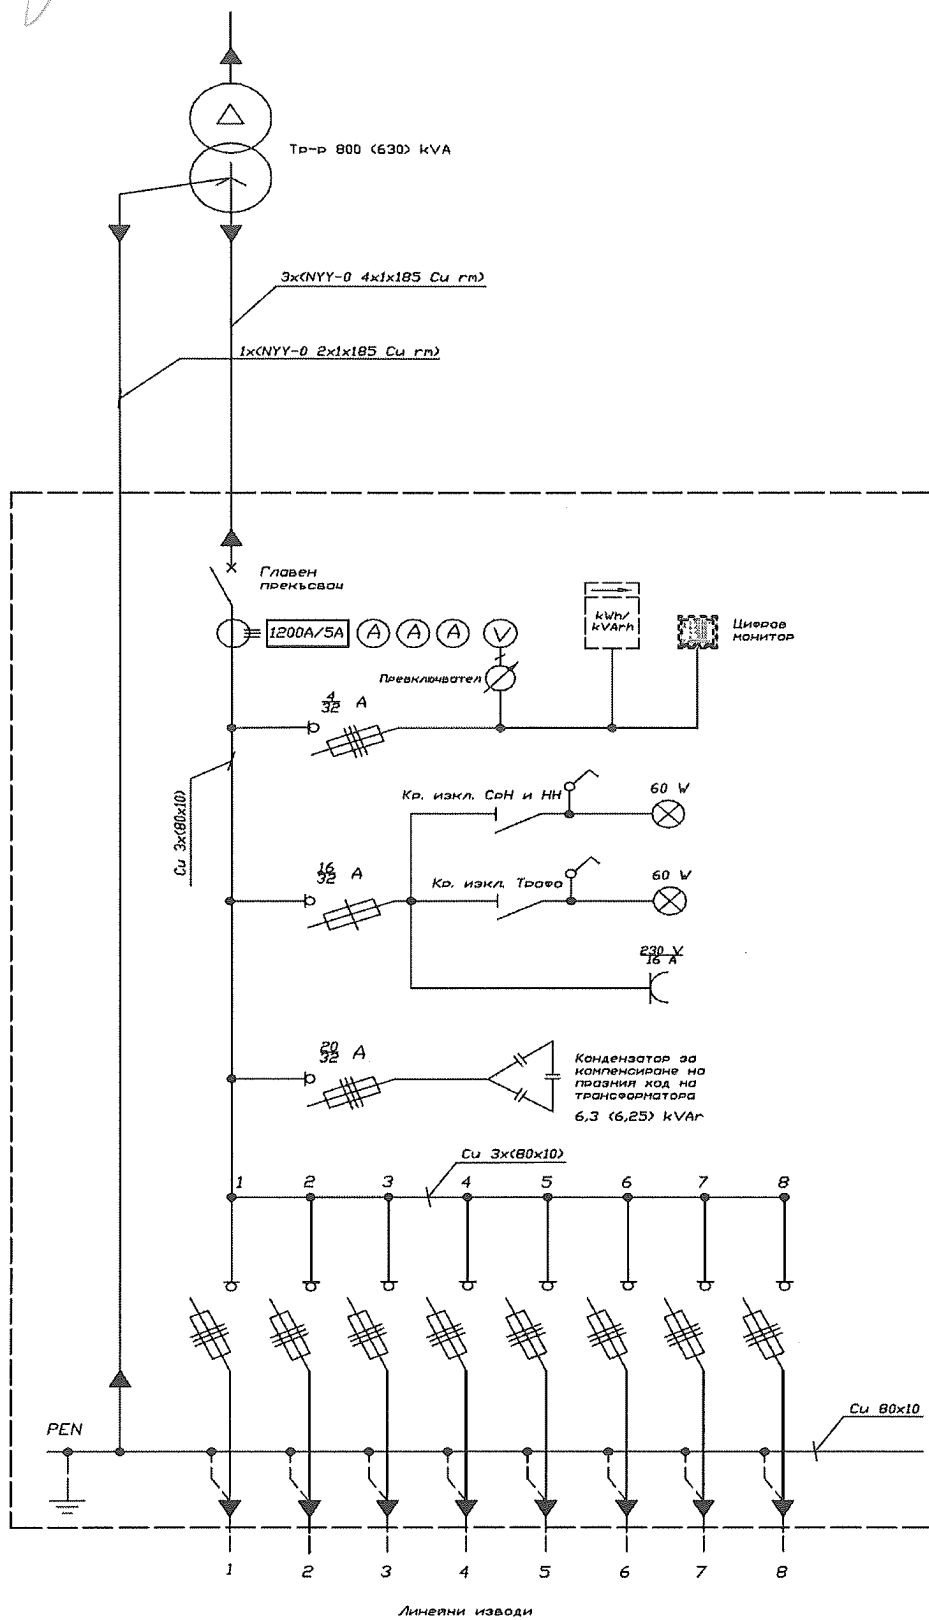 Тр-р 800 (630) kVA
3x(NYY-0 4x1x185 Cu rm)
1x(NYY-0 2x1x185 Cu rm)
Главен
прекъсвач
1200A/5A
A
A
A
V
kWh/
kVArh
Цифров
монитор
Превключвател
4/32 A
Cu 3x(80x10)
Кр. изкл. СрН и НН
60 W
16/32 A
Кр. изкл. Трафо
60 W
230 V
16 A
20/32 A
Кондензатор за
компенсиране на
празния ход на
трансформатора
6,3 (6,25) kVAr
Cu 3x(80x10)
1 2 3 4 5 6 7 8
PEN
Cu 80x10
1 2 3 4 5 6 7 8
Линейни изводи